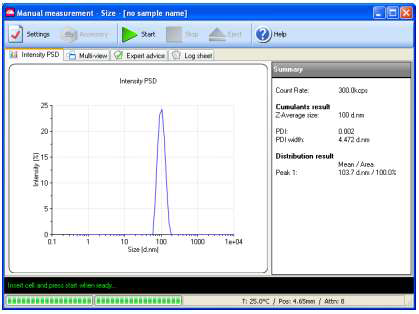 Manual measurement - Size - [no sample name]
Settings Accessory Start Stop Eject Help
Intensity PSD Multi-view Expert advice Log sheet
Intensity PSD
25
20
15
10
5
0
Intensity (%)
0.1 1 10 100 1000 1e+04
Size (d.nm)
Summary
Count Rate: 300.0kcps
Cumulants result
Z-Average size: 100 d.nm
PDI: 0.002
PDI width: 4.472 d.nm
Distribution result
Mean / Area
Peak 1: 103.7 d.nm / 100.0%
Insert cell and press start when ready...
T: 25.0°C / Pos: 4.65mm / Attn: 6